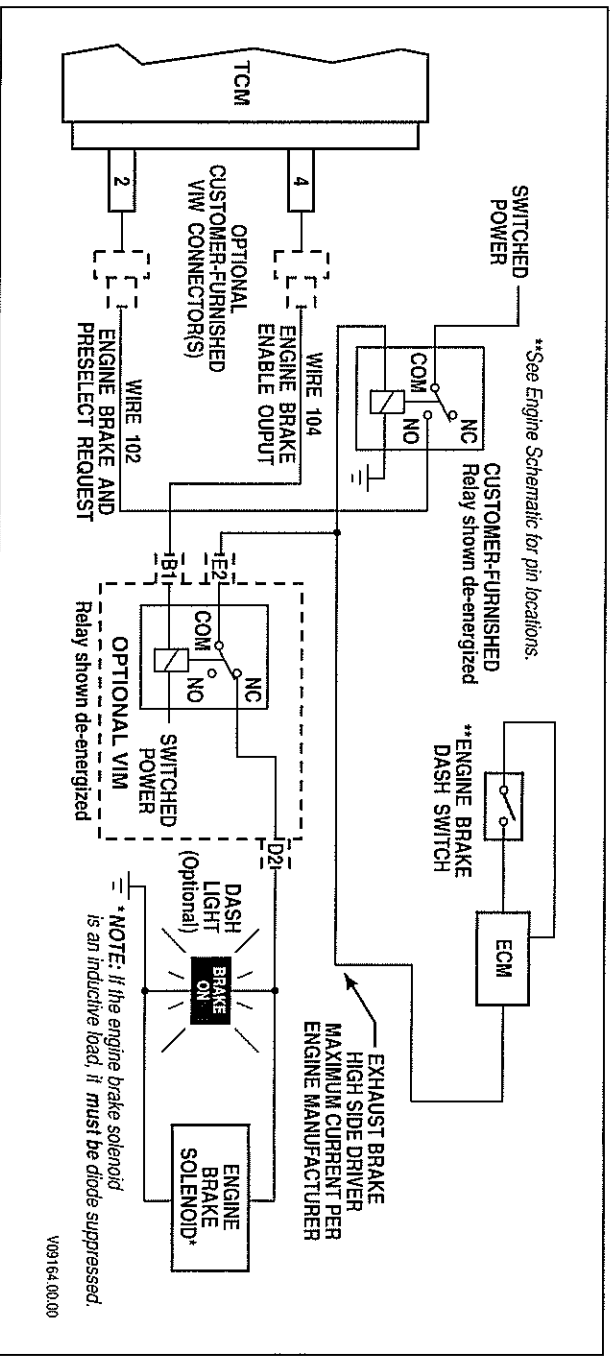 **See Engine Schematic for pin locations.
SWITCHED
POWER
CUSTOMER-FURNISHED
Relay shown de-energized
COM
NC
NO
TCM
4
2
OPTIONAL
CUSTOMER-FURNISHED
VIW CONNECTOR(S)
WIRE 104
ENGINE BRAKE
ENABLE OUPUT
WIRE 102
ENGINE BRAKE AND
PRESELECT REQUEST
**ENGINE BRAKE
DASH SWITCH
ECM
EXHAUST BRAKE
HIGH SIDE DRIVER
MAXIMUM CURRENT PER
ENGINE MANUFACTURER
E2
B1
COM
NC
NO
SWITCHED
POWER
OPTIONAL VIM
Relay shown de-energized
D2
DASH
LIGHT
(Optional)
BRAKE
ON
ENGINE
BRAKE
SOLENOID*
*NOTE: If the engine brake solenoid
is an inductive load, it must be diode suppressed.
V09164.00.00